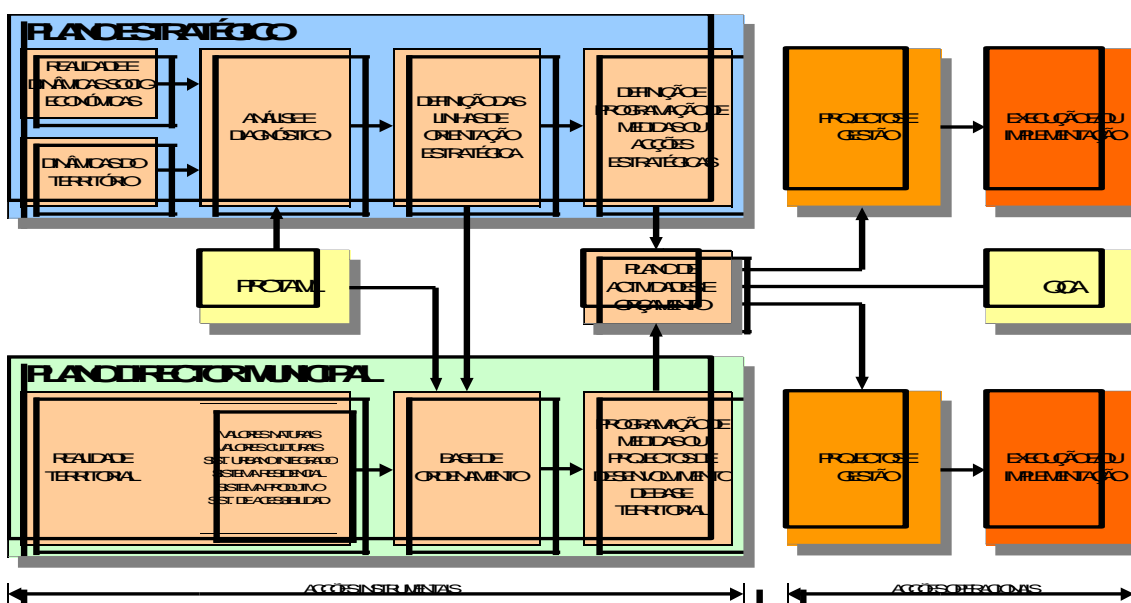 PLANO ESTRATÉGICO
REALIDADE E
DINÂMICAS SOCIO-
ECONÓMICAS
DINÂMICAS DO
TERRITÓRIO
ANÁLISE E
DIAGNÓSTICO
DEFINIÇÃO DAS
LINHAS DE
ORIENTAÇÃO
ESTRATÉGICA
DEFINIÇÃO E
PROGRAMAÇÃO DE
MEDIDAS OU
ACÇÕES
ESTRATÉGICAS
PROJECTOS E
GESTÃO
EXECUÇÃO E/OU
IMPLEMENTAÇÃO
PLANO DE
ACTIVIDADES E
ORÇAMENTO
QCA
PLANO DIRECTOR MUNICIPAL
REALIDADE
TERRITORIAL
VALORES NATURAIS
VALORES CULTURAIS
SIST. URBANO INTEGRADO
SISTEMA RESIDENCIAL
SISTEMA PRODUTIVO
SIST. DE ACESSIBILIDAD
BASE DE
ORDENAMENTO
PROGRAMAÇÃO DE
MEDIDAS OU
PROJECTOS DE
DESENVOLVIMENTO
DE BASE
TERRITORIAL
PROJECTOS E
GESTÃO
EXECUÇÃO E/OU
IMPLEMENTAÇÃO
ACÇÕES INSTRUMENTAIS
ACÇÕES OPERACIONAIS